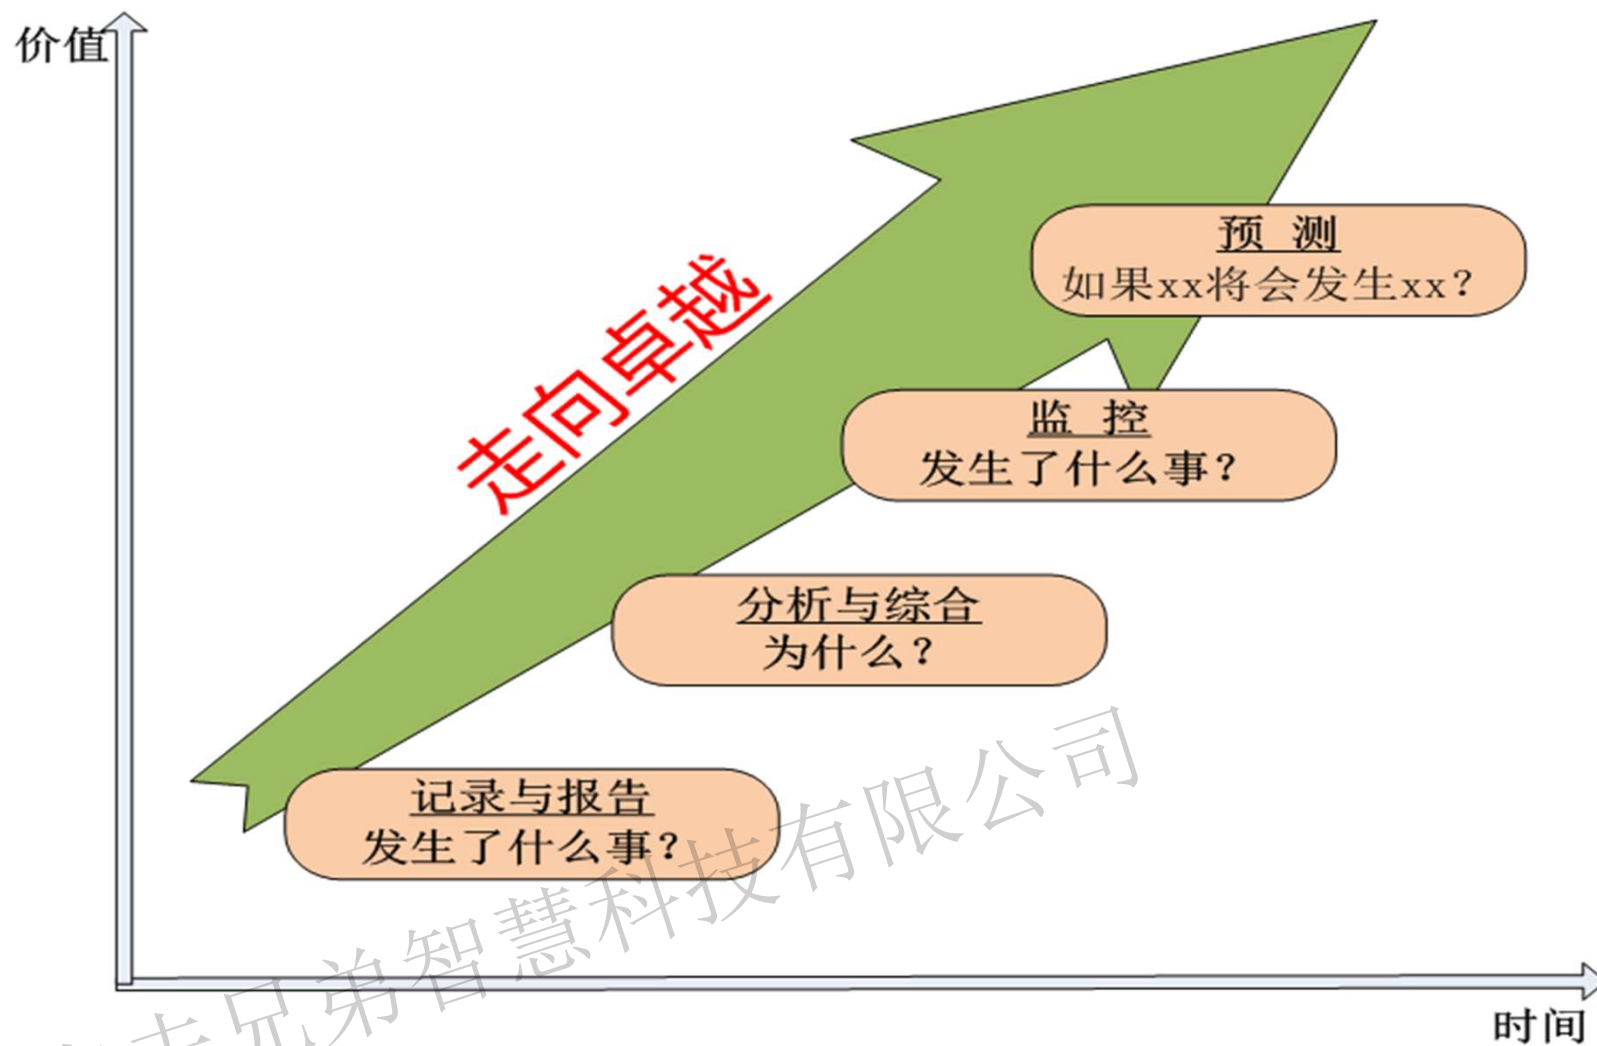 价值
走向卓越
预 测
如果xx将会发生xx？
监 控
发生了什么事？
分析与综合
为什么？
记录与报告
发生了什么事？
兄弟智慧科技有限公司
时间